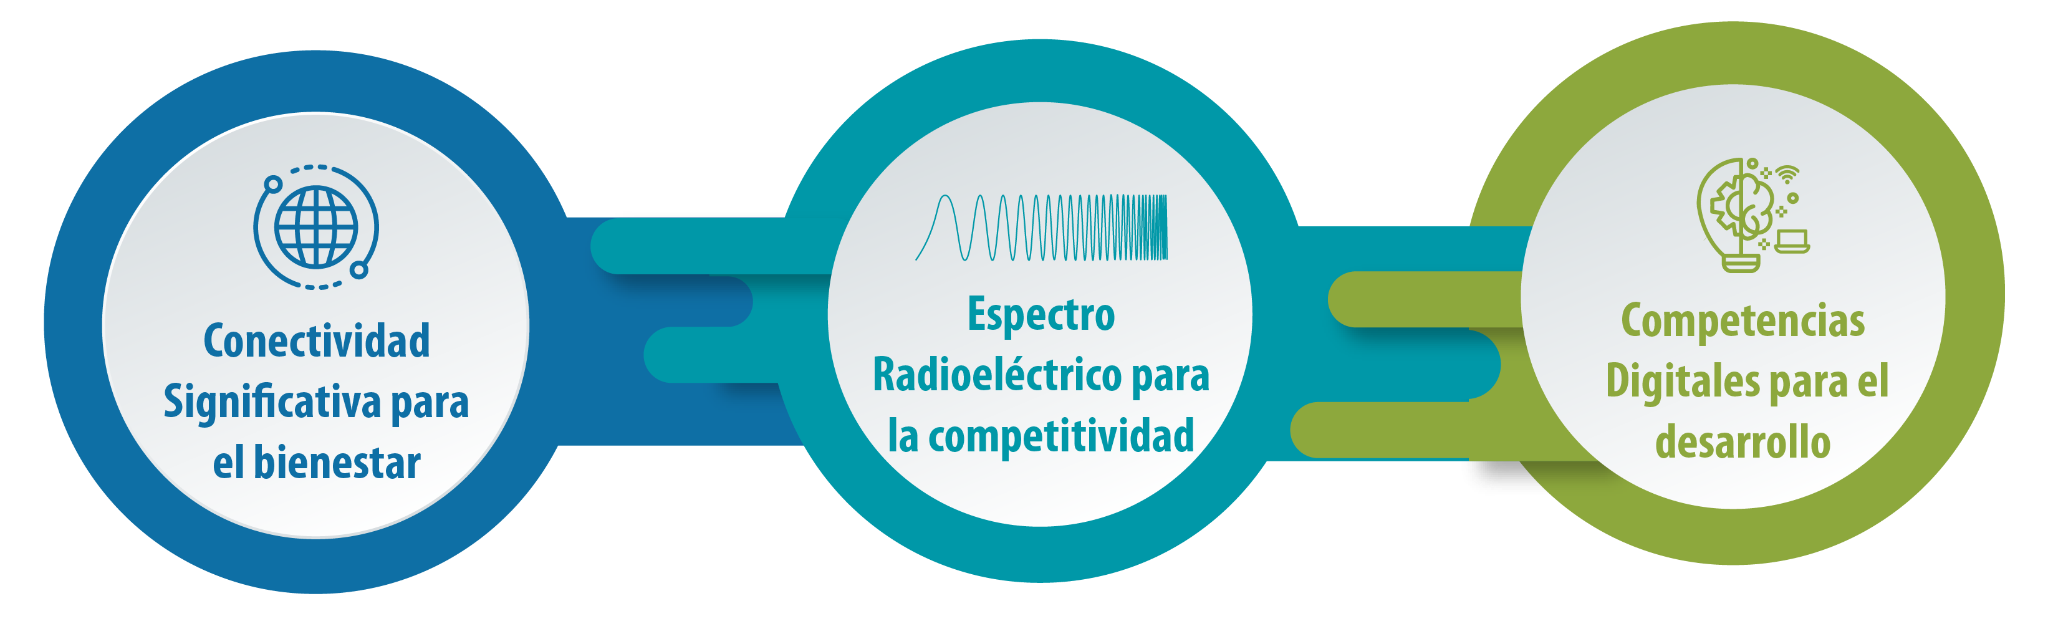 Conectividad
Significativa para
el bienestar
Espectro
Radioeléctrico para
la competitividad
Competencias
Digitales para el
desarrollo